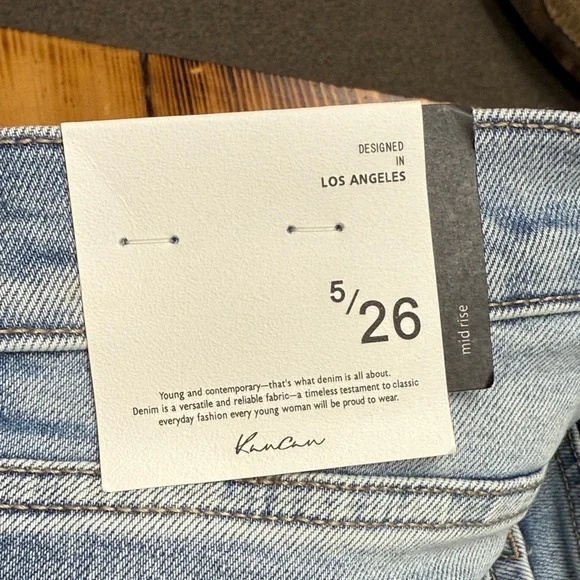 DESIGNED
IN
LOS ANGELES
5/26
mid rise
Young and contemporary—that's what denim is all about.
Denim is a versatile and reliable fabric—a timeless testament to classic
everyday fashion every young woman will be proud to wear.
KanCan